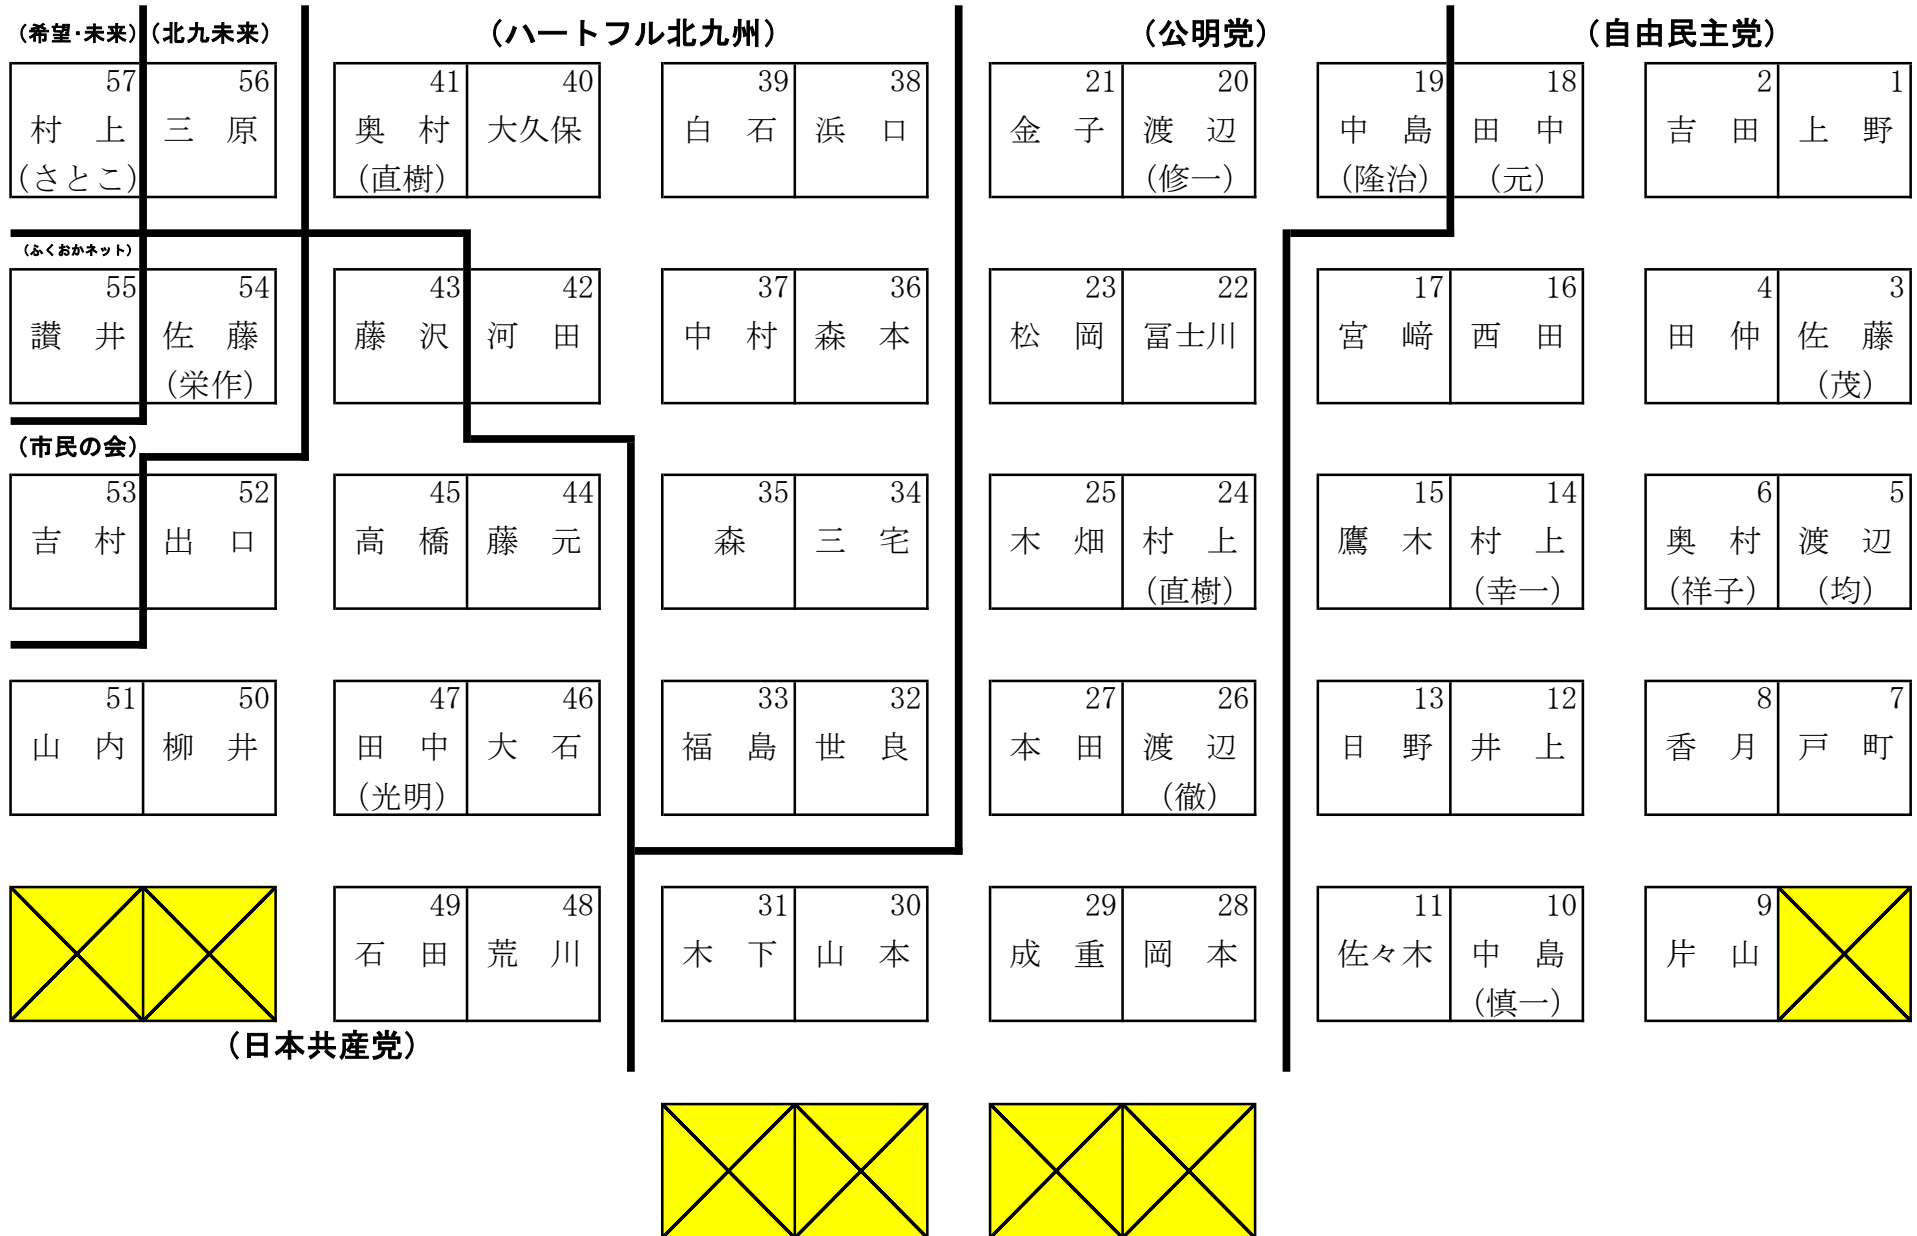 (希望･未来) (北九未来) (ハートフル北九州) (公明党) (自由民主党)
57 56 41 40 39 38 21 20 19 18 2 1
村上 三原 奥村 大久保 白石 浜口 金子 渡辺 中島 田中 吉田 上野
(さとこ) (直樹) (修一) (隆治) (元)
(ふくおかネット)
55 54 43 42 37 36 23 22 17 16 4 3
讃井 佐藤 藤沢 河田 中村 森本 松岡 冨士川 宮﨑 西田 田仲 佐藤
(栄作) (茂)
(市民の会)
53 52 45 44 35 34 25 24 15 14 6 5
吉村 出口 高橋 藤元 森 三宅 木畑 村上 鷹木 村上 奥村 渡辺
(直樹) (幸一) (祥子) (均)
51 50 47 46 33 32 27 26 13 12 8 7
山内 柳井 田中 大石 福島 世良 本田 渡辺 日野 井上 香月 戸町
(光明) (徹)
49 48 31 30 29 28 11 10 9
石田 荒川 木下 山本 成重 岡本 佐々木 中島 片山
(慎一)
(日本共産党)